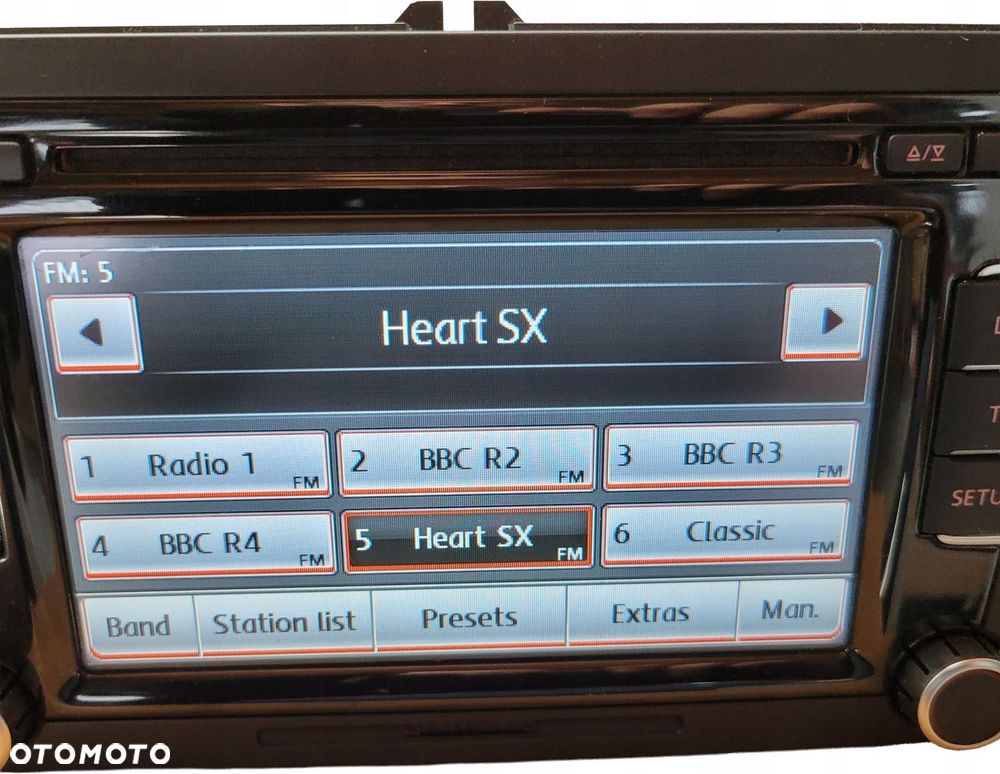 FM: 5
Heart SX
1 Radio 1 FM
2 BBC R2 FM
3 BBC R3 FM
4 BBC R4 FM
5 Heart SX FM
6 Classic FM
Band Station list Presets Extras Man.
OTOMOTO